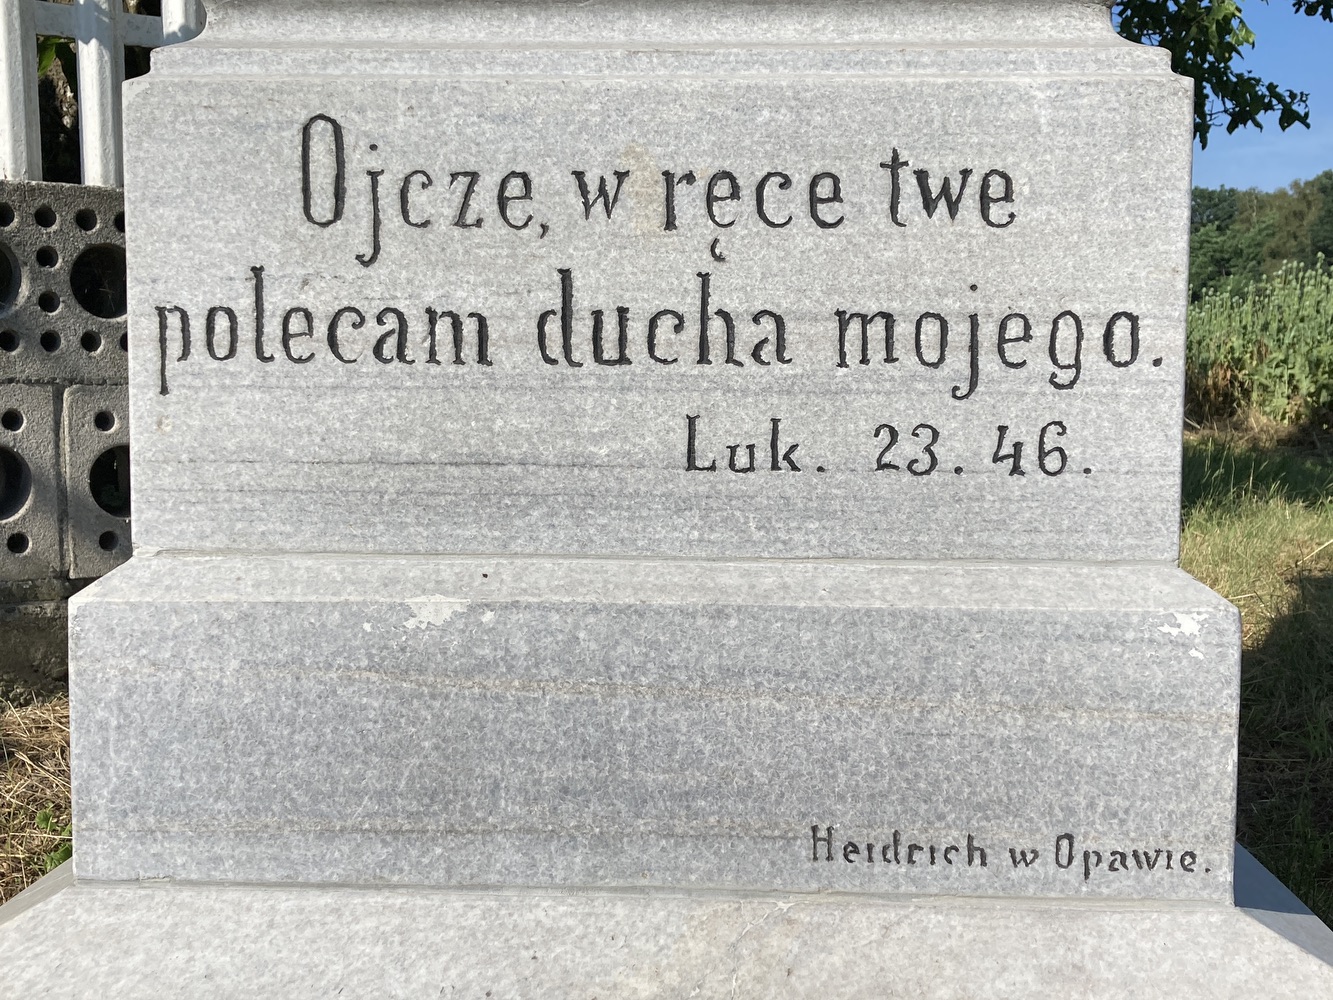 Ojcze, w ręce twe
polecam ducha mojego.
Luk. 23. 46.
Heidrich w Opawie.